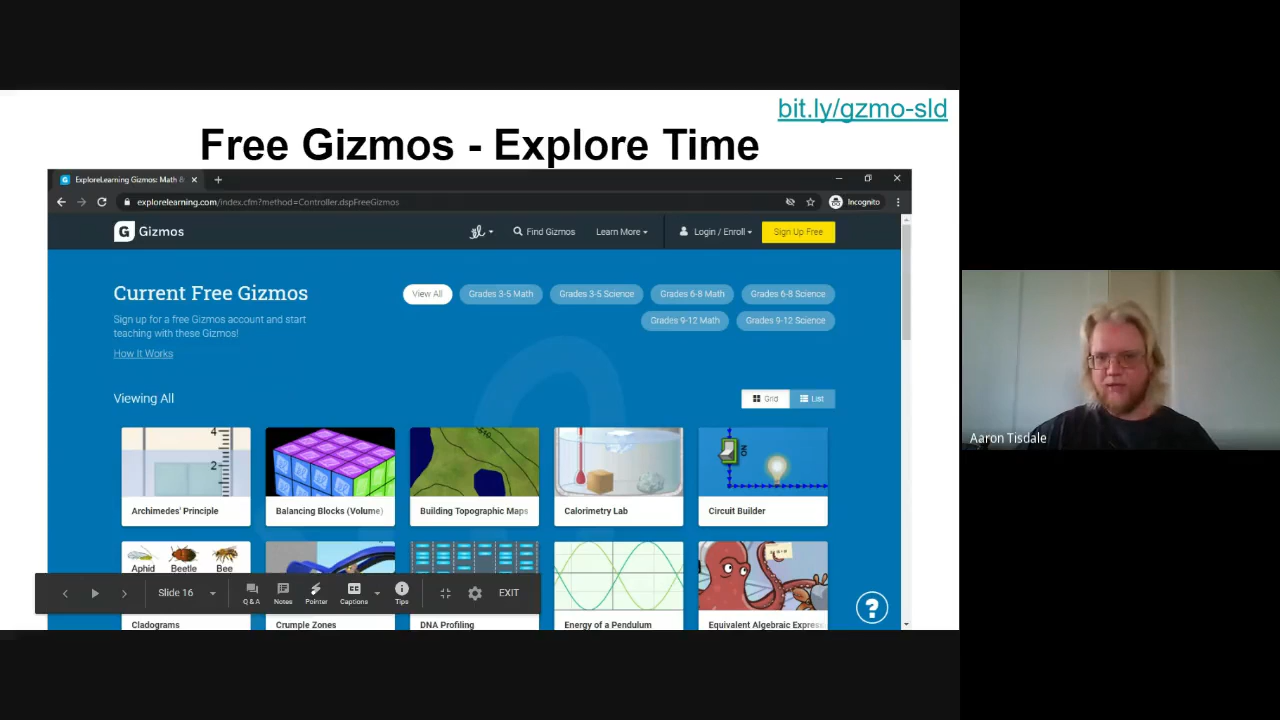 bit.ly/gzmo-sld
Free Gizmos - Explore Time
ExploreLearning Gizmos: Math &
explorelearning.com/index.cfm?method=Controller.dspFreeGizmos
Incognito
G Gizmos
Find Gizmos
Learn More
Login / Enroll
Sign Up Free
Current Free Gizmos
View All
Grades 3-5 Math
Grades 3-5 Science
Grades 6-8 Math
Grades 6-8 Science
Sign up for a free Gizmos account and start
teaching with these Gizmos!
Grades 9-12 Math
Grades 9-12 Science
How It Works
Viewing All
Grid
List
4
2
ON
Archimedes' Principle
Balancing Blocks (Volume)
Building Topographic Maps
Calorimetry Lab
Circuit Builder
Aphid
Beetle
Bee
Slide 16
Q & A
Notes
Pointer
Captions
Tips
EXIT
?
Cladograms
Crumple Zones
DNA Profiling
Energy of a Pendulum
Equivalent Algebraic Express
Aaron Tisdale